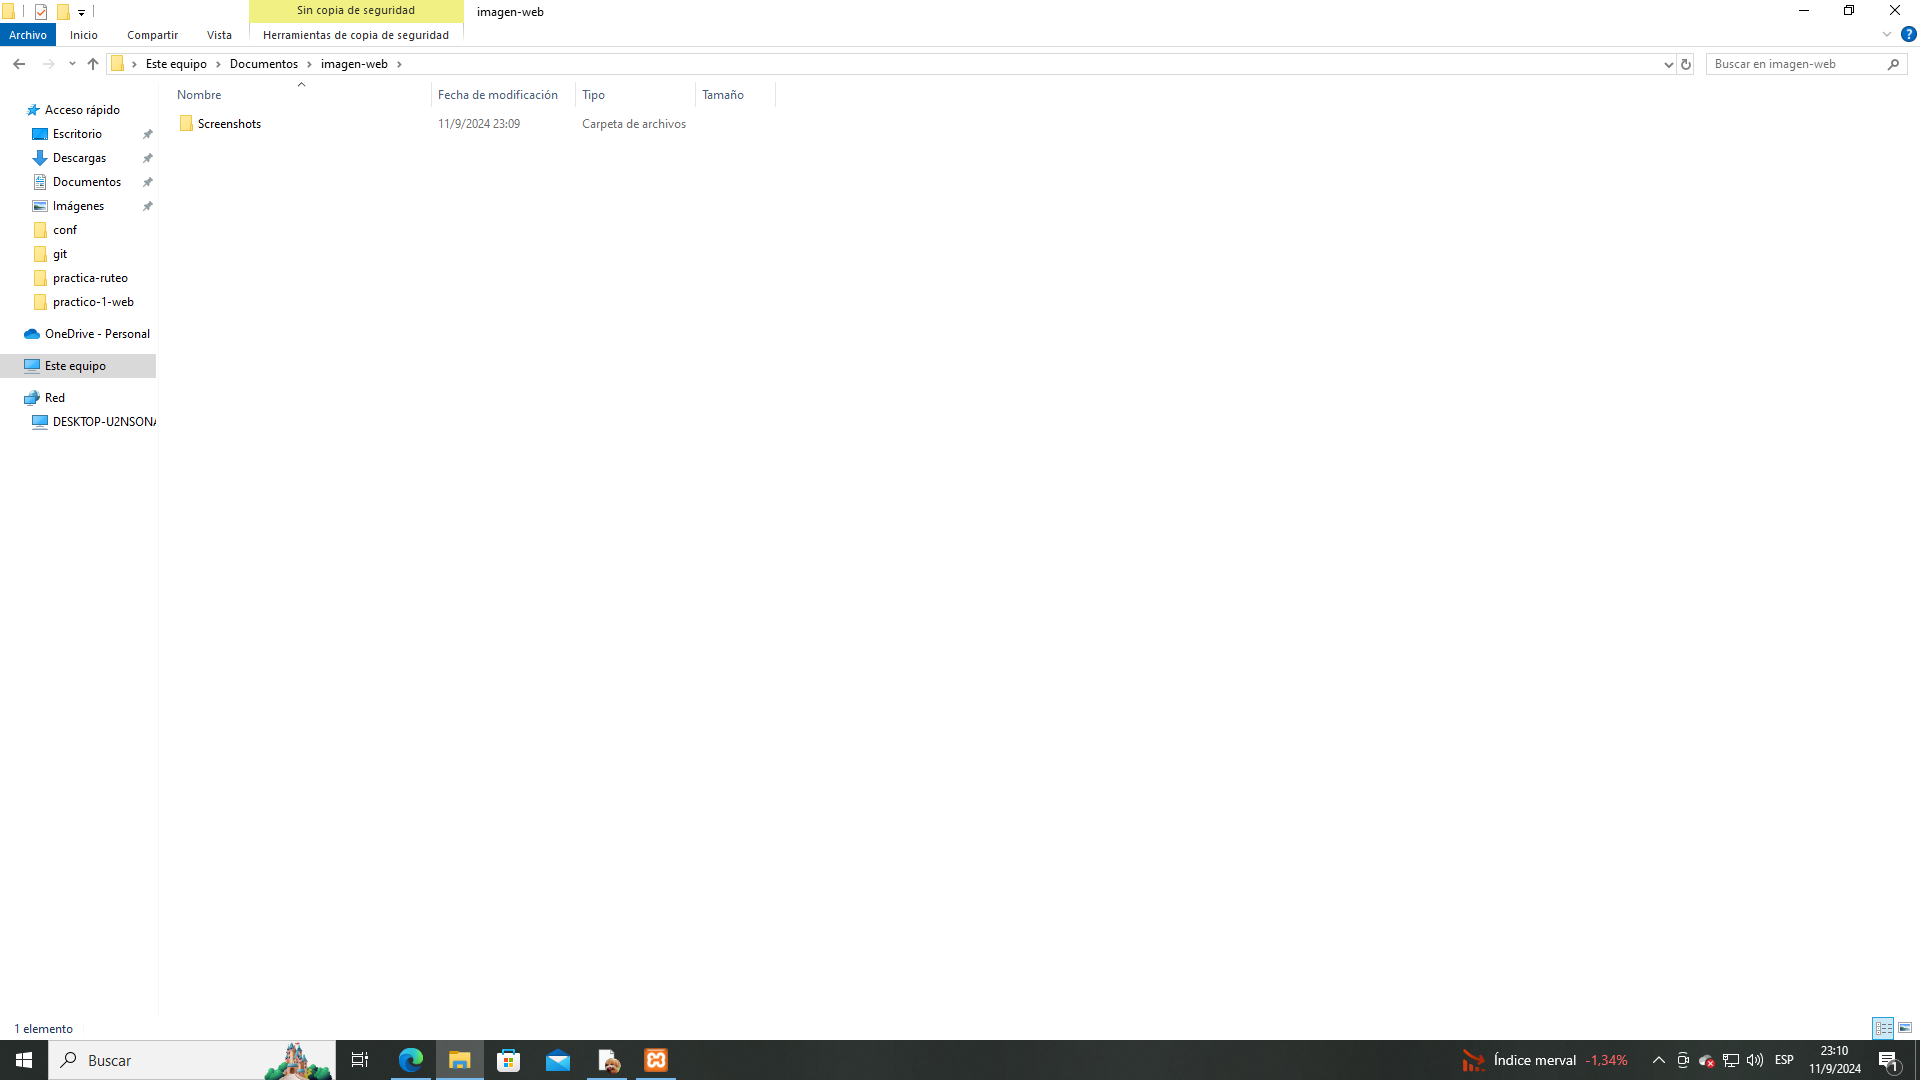 Sin copia de seguridad
imagen-web
Archivo
Inicio
Compartir
Vista
Herramientas de copia de seguridad
Este equipo
Documentos
imagen-web
Buscar en imagen-web
Nombre
Fecha de modificación
Tipo
Tamaño
Screenshots
11/9/2024 23:09
Carpeta de archivos
Acceso rápido
Escritorio
Descargas
Documentos
Imágenes
conf
git
practica-ruteo
practico-1-web
OneDrive - Personal
Este equipo
Red
DESKTOP-U2NSON
1 elemento
Buscar
Índice merval -1,34%
ESP
23:10
11/9/2024
1